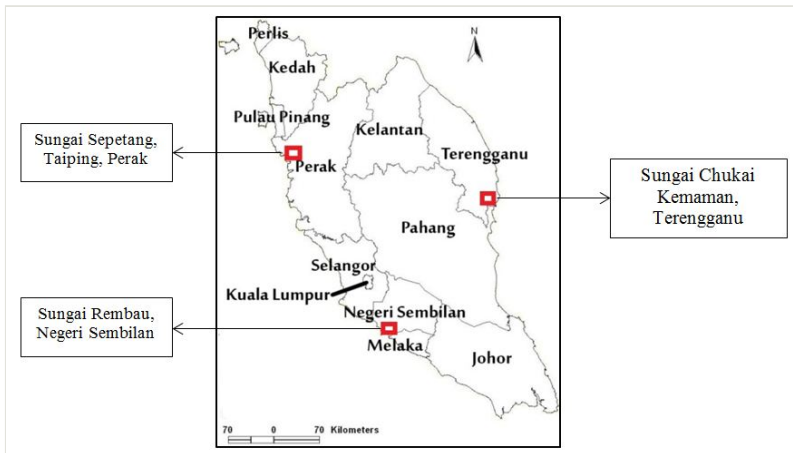 Perlis
N
Kedah
Pulau Pinang
Kelantan
Sungai Sepetang,
Taiping, Perak
Perak
Terengganu
Sungai Chukai
Kemaman,
Terengganu
Pahang
Selangor
Kuala Lumpur
Sungai Rembau,
Negeri Sembilan
Negeri Sembilan
Melaka
Johor
70 0 70 Kilometers